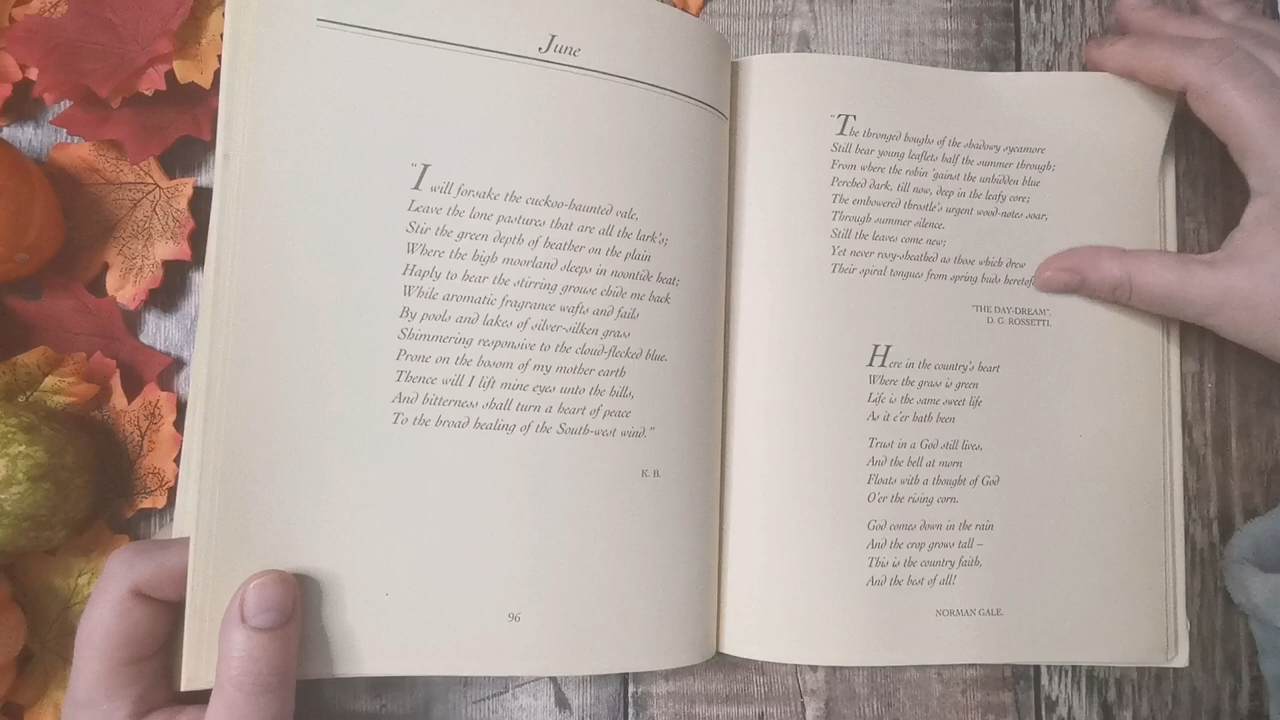 June
"I will forsake the cuckoo-haunted vale,
Leave the lone pastures that are all the lark's;
Stir the green depth of heather on the plain
Where the high moorland sleeps in noontide heat;
Haply to hear the stirring grouse chide me back
While aromatic fragrance wafts and fails
By pools and lakes of silver-silken grass
Shimmering responsive to the cloud-flecked blue.
Prone on the bosom of my mother earth
Thence will I lift mine eyes unto the hills,
And bitterness shall turn a heart of peace
To the broad healing of the South-west wind."
K. B.
96
"The thronged boughs of the shadowy sycamore
Still bear young leaflets half the summer through;
From where the robin 'gainst the unhidden blue
Perched dark, till now, deep in the leafy core;
The embowered throstle's urgent wood-notes soar,
Through summer silence.
Still the leaves come new;
Yet never rosy-sheathed as those which drew
Their spiral tongues from spring buds
"THE DAY-DREAM".
D. G. ROSSETTI.
Here in the country's heart
Where the grass is green
Life is the same sweet life
As it e'er hath been
Trust in a God still lives,
And the bell at morn
Floats with a thought of God
O'er the rising corn.
God comes down in the rain
And the crop grows tall –
This is the country faith,
And the best of all!
NORMAN GALE.